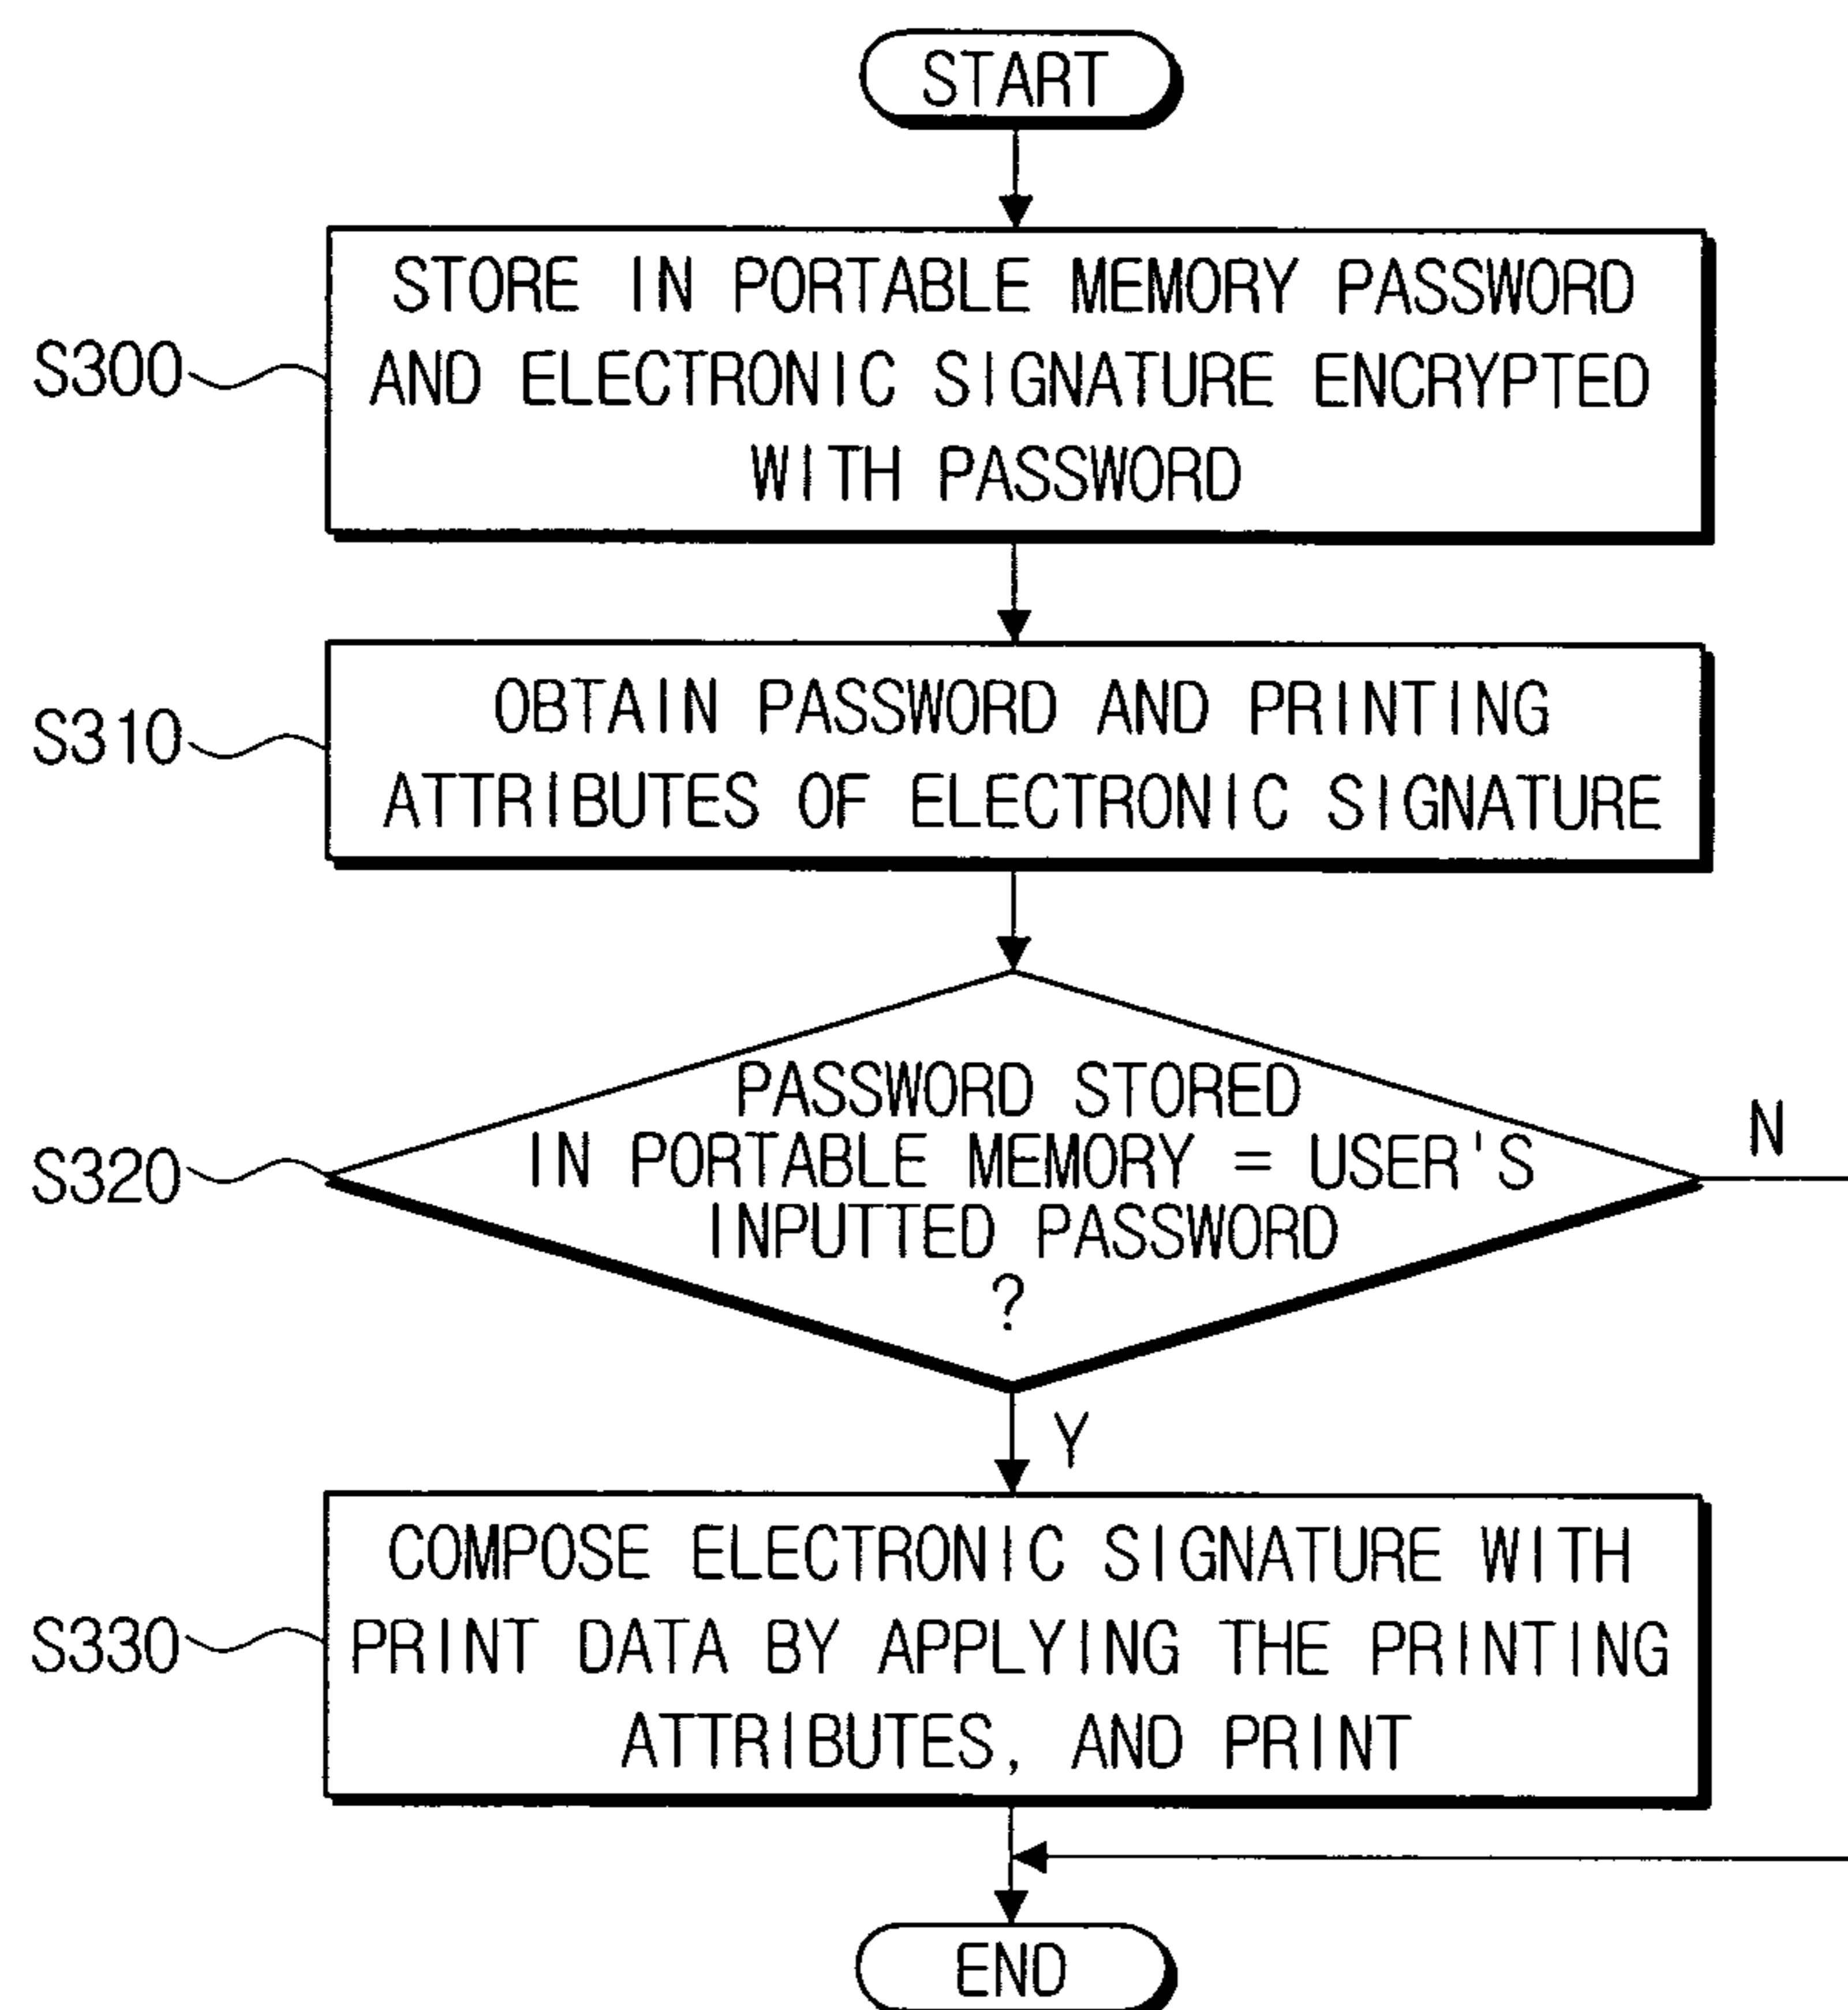 START
STORE IN PORTABLE MEMORY PASSWORD
AND ELECTRONIC SIGNATURE ENCRYPTED
WITH PASSWORD
S300
OBTAIN PASSWORD AND PRINTING
ATTRIBUTES OF ELECTRONIC SIGNATURE
S310
PASSWORD STORED
IN PORTABLE MEMORY = USER'S
INPUTTED PASSWORD
?
S320
N
Y
COMPOSE ELECTRONIC SIGNATURE WITH
PRINT DATA BY APPLYING THE PRINTING
ATTRIBUTES, AND PRINT
S330
END